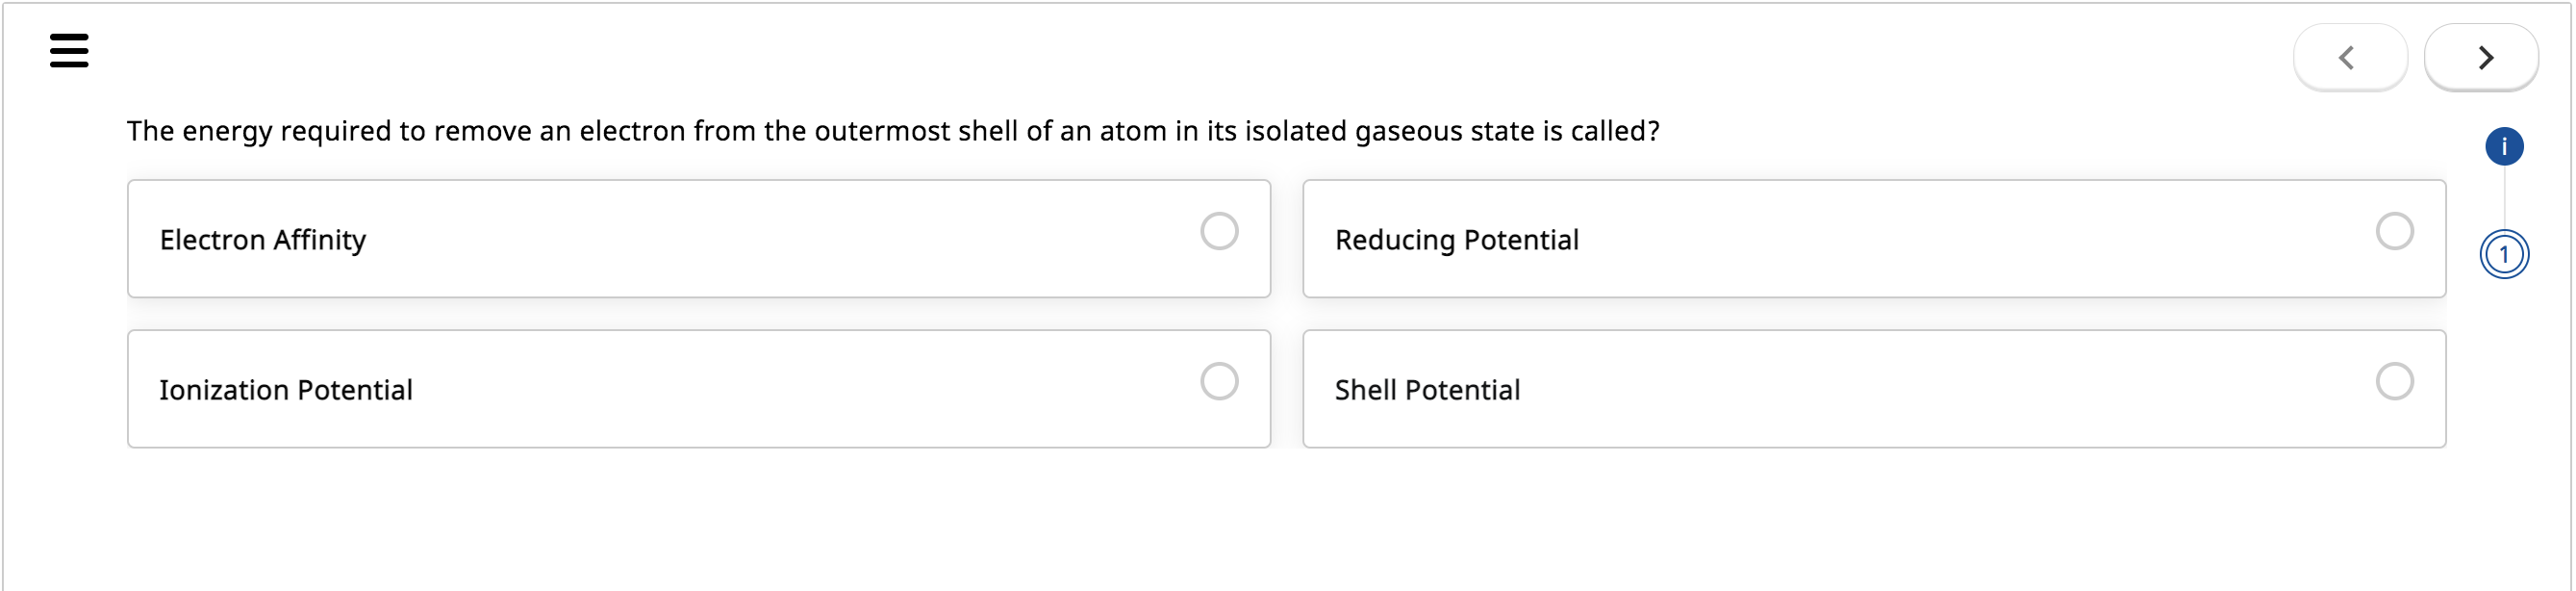 The energy required to remove an electron from the outermost shell of an atom in its isolated gaseous state is called?
i
Electron Affinity
Reducing Potential
1
Ionization Potential
Shell Potential